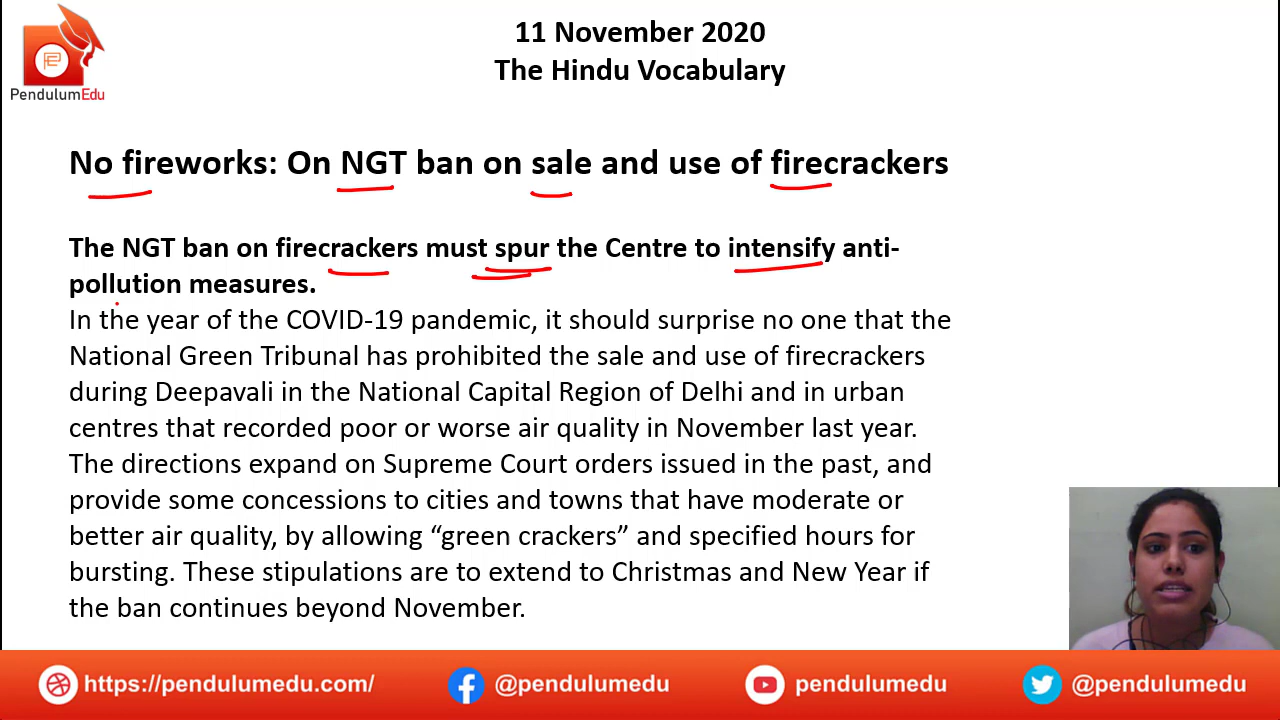 11 November 2020
The Hindu Vocabulary
PendulumEdu
No fireworks: On NGT ban on sale and use of firecrackers
The NGT ban on firecrackers must spur the Centre to intensify anti-
pollution measures.
In the year of the COVID-19 pandemic, it should surprise no one that the
National Green Tribunal has prohibited the sale and use of firecrackers
during Deepavali in the National Capital Region of Delhi and in urban
centres that recorded poor or worse air quality in November last year.
The directions expand on Supreme Court orders issued in the past, and
provide some concessions to cities and towns that have moderate or
better air quality, by allowing “green crackers” and specified hours for
bursting. These stipulations are to extend to Christmas and New Year if
the ban continues beyond November.
https://pendulumedu.com/ @pendulumedu pendulumedu @pendulumedu